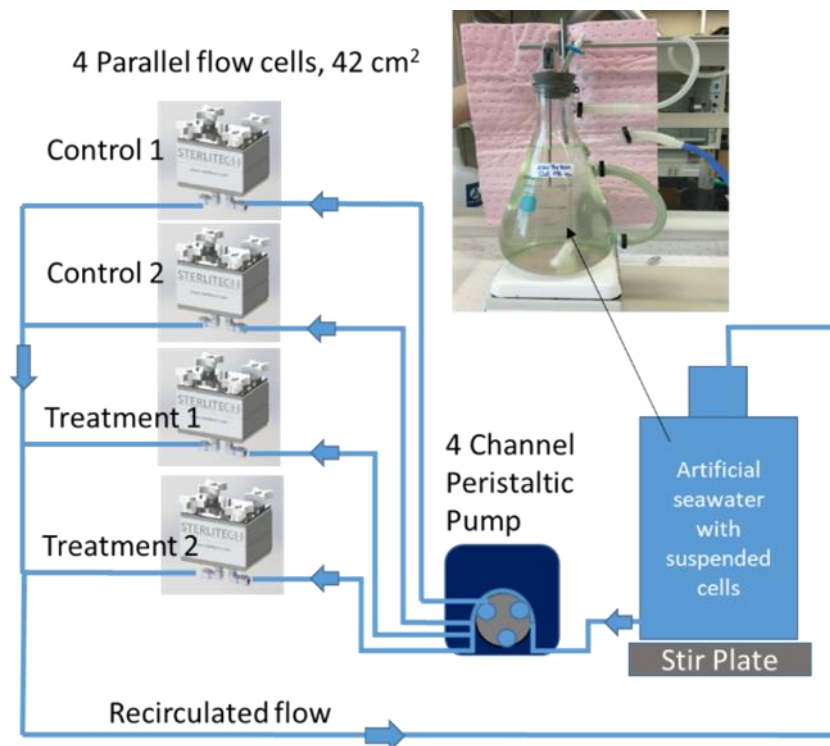 4 Parallel flow cells, 42 cm²
Control 1
STERLITECH
Control 2
STERLITECH
Treatment 1
STERLITECH
Treatment 2
STERLITECH
4 Channel
Peristaltic
Pump
Artificial
seawater
with
suspended
cells
Stir Plate
Recirculated flow